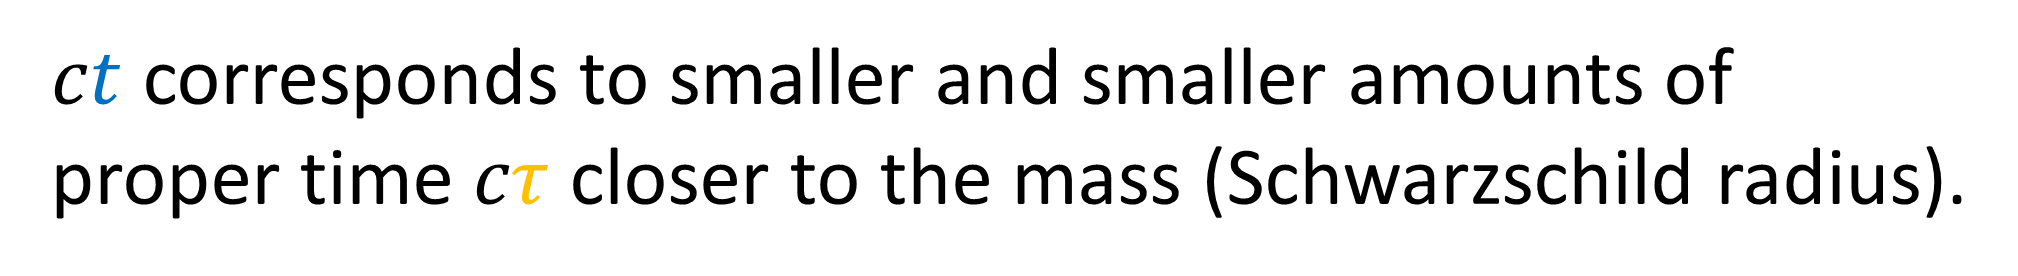 ct corresponds to smaller and smaller amounts of
proper time cτ closer to the mass (Schwarzschild radius).